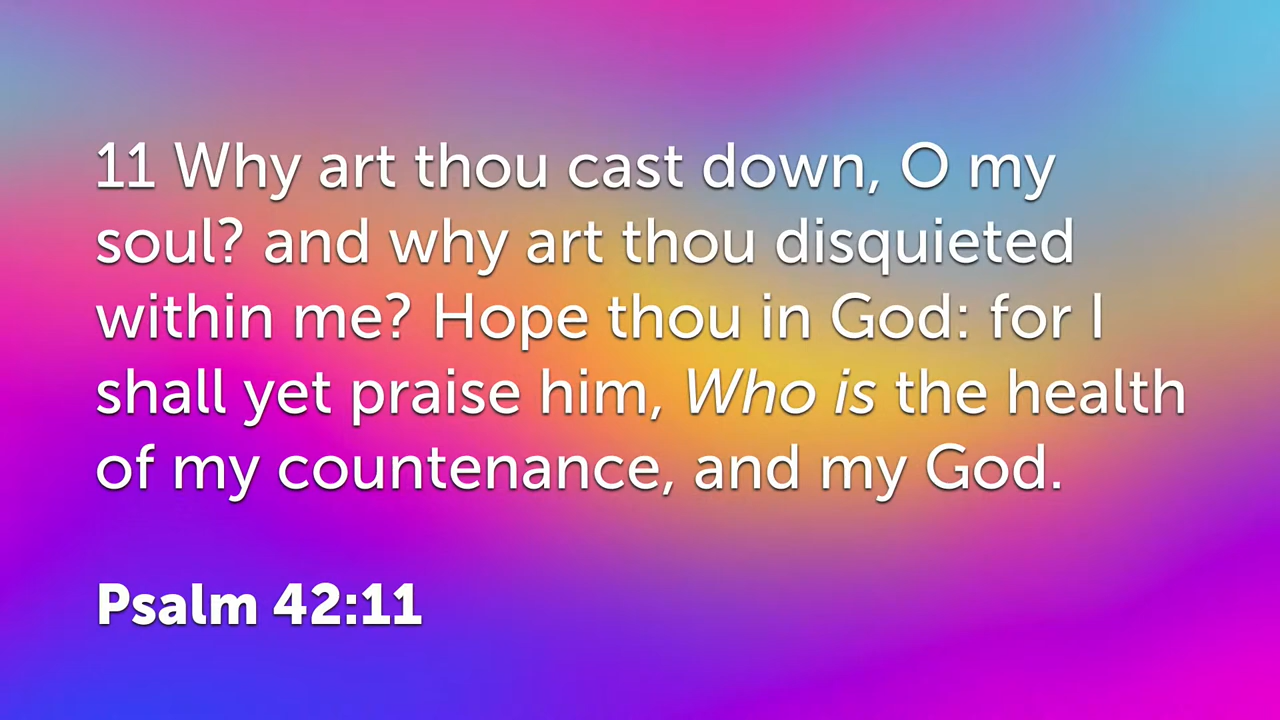 11 Why art thou cast down, O my
soul? and why art thou disquieted
within me? Hope thou in God: for I
shall yet praise him, Who is the health
of my countenance, and my God.
Psalm 42:11